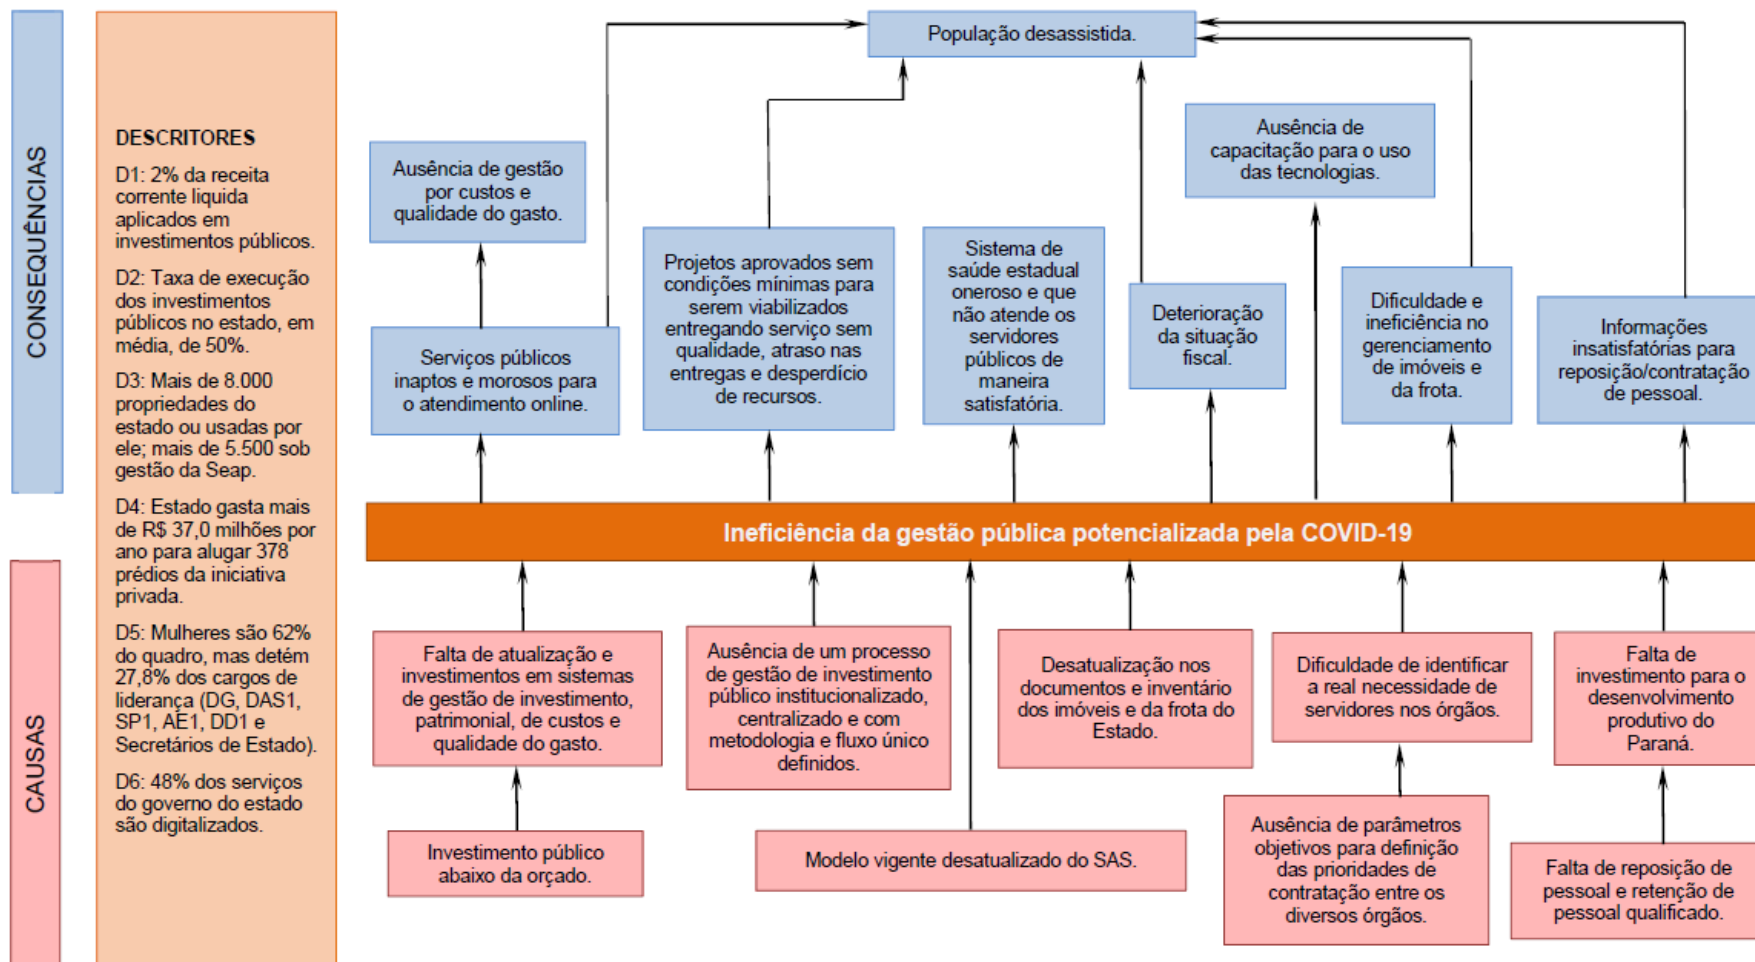 CONSEQUÊNCIAS
CAUSAS
DESCRITORES
D1: 2% da receita
corrente liquida
aplicados em
investimentos públicos.
D2: Taxa de execução
dos investimentos
públicos no estado, em
média, de 50%.
D3: Mais de 8.000
propriedades do
estado ou usadas por
ele; mais de 5.500 sob
gestão da Seap.
D4: Estado gasta mais
de R$ 37,0 milhões por
ano para alugar 378
prédios da iniciativa
privada.
D5: Mulheres são 62%
do quadro, mas detém
27,8% dos cargos de
liderança (DG, DAS1,
SP1, AE1, DD1 e
Secretários de Estado).
D6: 48% dos serviços
do governo do estado
são digitalizados.
População desassistida.
Ausência de gestão
por custos e
qualidade do gasto.
Ausência de
capacitação para o uso
das tecnologias.
Serviços públicos
inaptos e morosos para
o atendimento online.
Projetos aprovados sem
condições mínimas para
serem viabilizados
entregando serviço sem
qualidade, atraso nas
entregas e desperdício
de recursos.
Sistema de
saúde estadual
oneroso e que
não atende os
servidores
públicos de
maneira
satisfatória.
Deterioração
da situação
fiscal.
Dificuldade e
ineficiência no
gerenciamento
de imóveis e
da frota.
Informações
insatisfatórias para
reposição/contratação
de pessoal.
Ineficiência da gestão pública potencializada pela COVID-19
Falta de atualização e
investimentos em sistemas
de gestão de investimento,
patrimonial, de custos e
qualidade do gasto.
Ausência de um processo
de gestão de investimento
público institucionalizado,
centralizado e com
metodologia e fluxo único
definidos.
Desatualização nos
documentos e inventário
dos imóveis e da frota do
Estado.
Dificuldade de identificar
a real necessidade de
servidores nos órgãos.
Falta de
investimento para o
desenvolvimento
produtivo do
Paraná.
Investimento público
abaixo da orçado.
Modelo vigente desatualizado do SAS.
Ausência de parâmetros
objetivos para definição
das prioridades de
contratação entre os
diversos órgãos.
Falta de reposição de
pessoal e retenção de
pessoal qualificado.